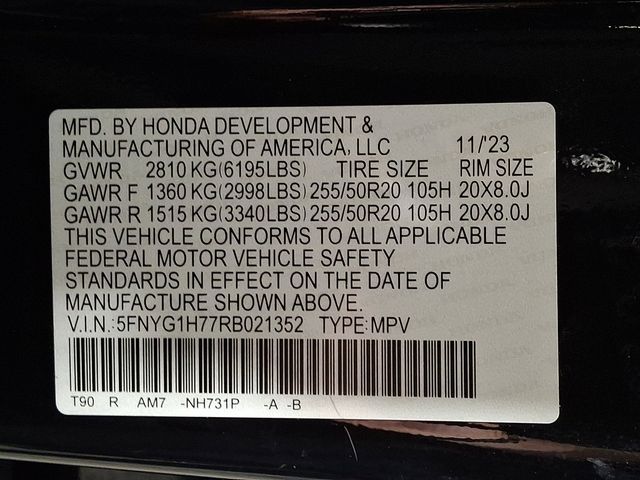 MFD. BY HONDA DEVELOPMENT &
MANUFACTURING OF AMERICA, LLC 11/'23
GVWR 2810 KG(6195LBS) TIRE SIZE RIM SIZE
GAWR F 1360 KG(2998LBS) 255/50R20 105H 20X8.0J
GAWR R 1515 KG(3340LBS) 255/50R20 105H 20X8.0J
THIS VEHICLE CONFORMS TO ALL APPLICABLE
FEDERAL MOTOR VEHICLE SAFETY
STANDARDS IN EFFECT ON THE DATE OF
MANUFACTURE SHOWN ABOVE.
V.I.N.:5FNYG1H77RB021352 TYPE:MPV
T90 R AM7 -NH731P -A -B